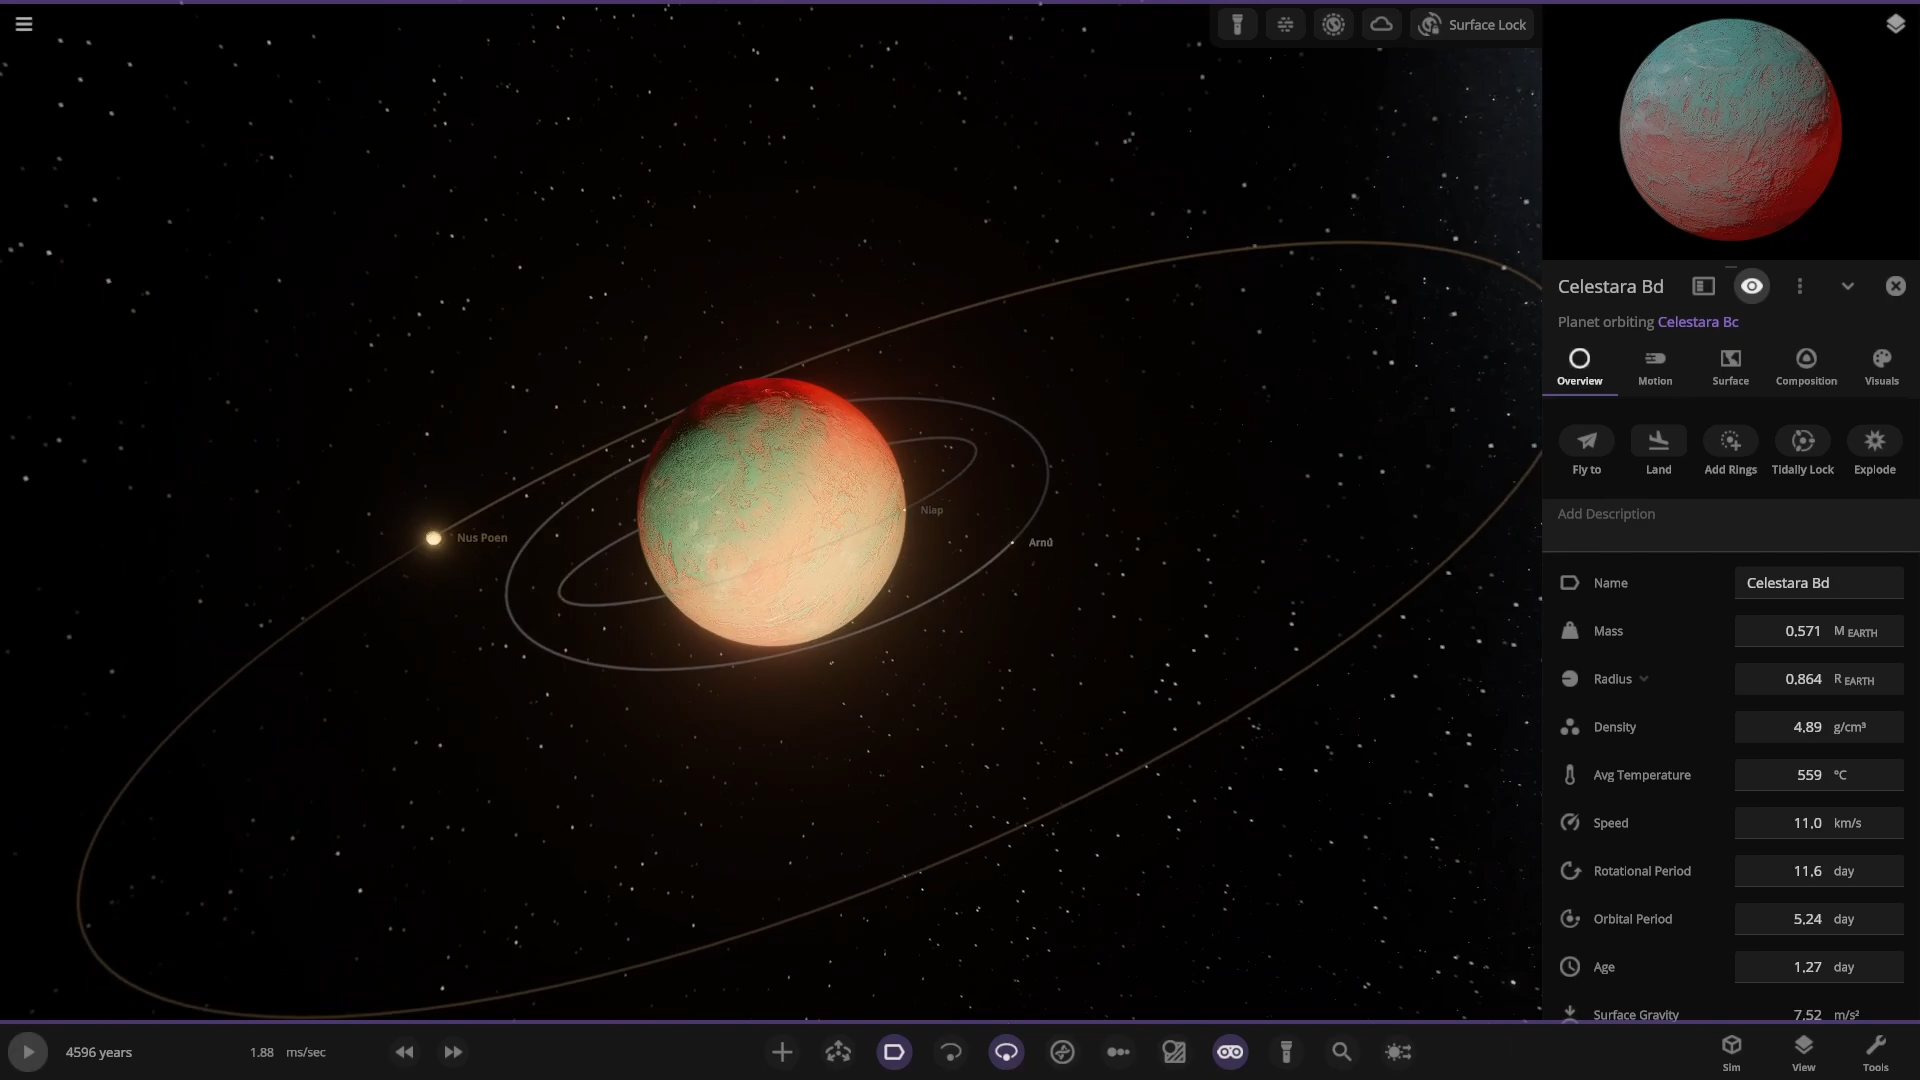 Surface Lock
Celestara Bd
Planet orbiting Celestara Bc
Overview
Motion
Surface
Composition
Visuals
Fly to
Land
Add Rings
Tidally Lock
Explode
Add Description
Name Celestara Bd
Mass 0.571 M EARTH
Radius 0.864 R EARTH
Density 4.89 g/cm³
Avg Temperature 559 °C
Speed 11.0 km/s
Rotational Period 11.6 day
Orbital Period 5.24 day
Age 1.27 day
Surface Gravity 7.52 m/s²
Nus Poen
Niap
Arnú
4596 years
1.88 ms/sec
Sim
View
Tools